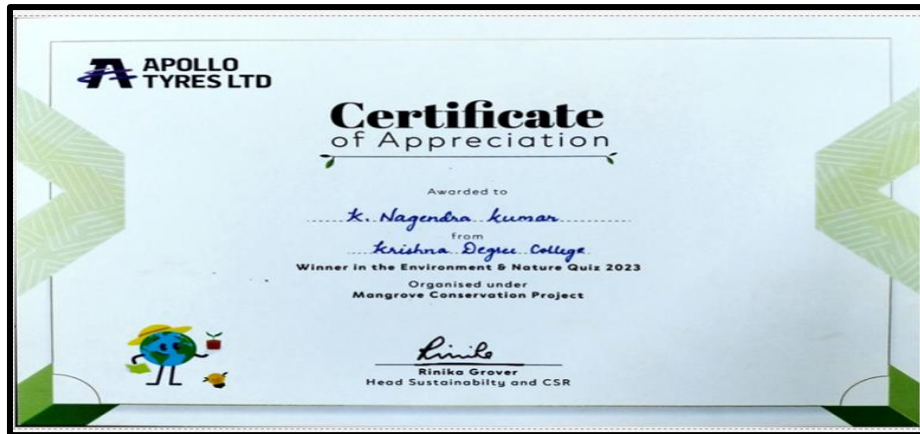 APOLLO
TYRES LTD
Certificate
of Appreciation
Awarded to
K. Nagendra Kumar
from
Krishna Degree College
Winner in the Environment & Nature Quiz 2023
Organised under
Mangrove Conservation Project
Rinika
Rinika Grover
Head Sustainabilty and CSR